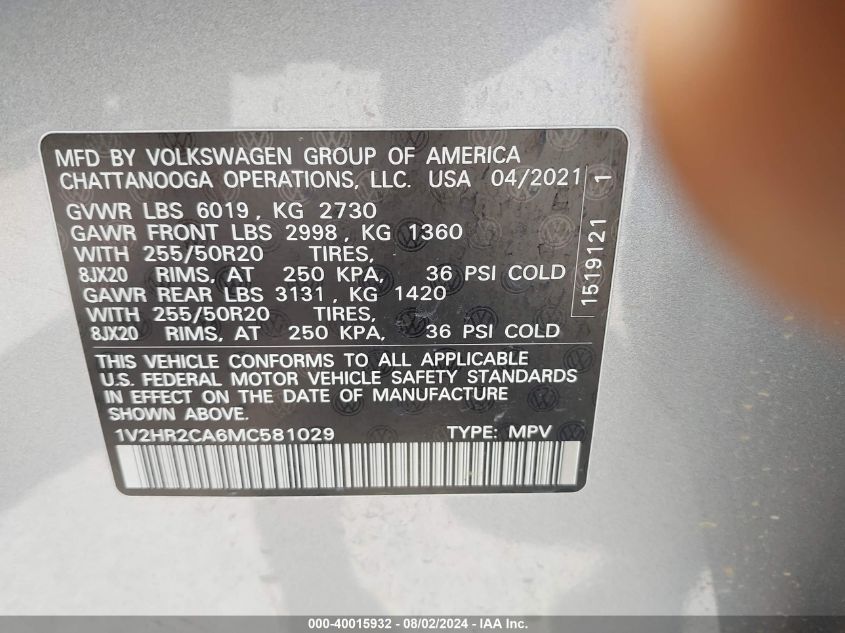 MFD BY VOLKSWAGEN GROUP OF AMERICA
CHATTANOOGA OPERATIONS, LLC. USA 04/2021
GVWR LBS 6019, KG 2730
GAWR FRONT LBS 2998, KG 1360
WITH 255/50R20 TIRES,
8JX20 RIMS, AT 250 KPA, 36 PSI COLD
GAWR REAR LBS 3131, KG 1420
WITH 255/50R20 TIRES,
8JX20 RIMS, AT 250 KPA, 36 PSI COLD
1519121 1
THIS VEHICLE CONFORMS TO ALL APPLICABLE
U.S. FEDERAL MOTOR VEHICLE SAFETY STANDARDS
IN EFFECT ON THE DATE OF MANUFACTURE
SHOWN ABOVE.
1V2HR2CA6MC581029 TYPE: MPV
000-40015932 - 08/02/2024 - IAA Inc.